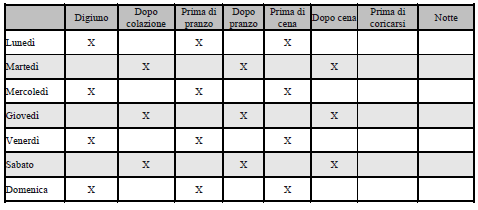 Digiuno Dopo colazione Prima di pranzo Dopo pranzo Prima di cena Dopo cena Prima di coricarsi Notte
Lunedì X X X
Martedì X X X
Mercoledì X X X
Giovedì X X X
Venerdì X X X
Sabato X X X
Domenica X X X